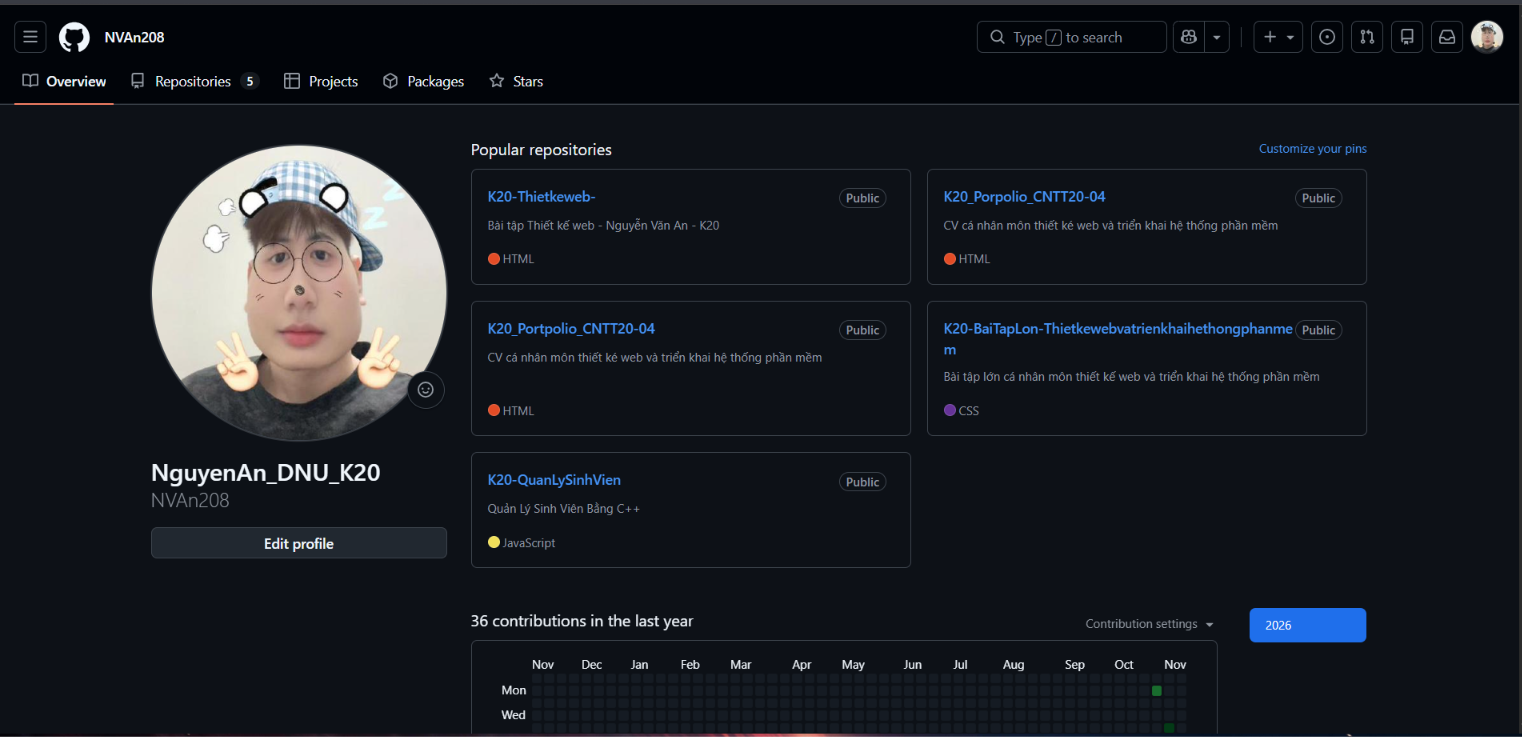 NVAn208
Type / to search
Overview
Repositories 5
Projects
Packages
Stars
Popular repositories
Customize your pins
K20-Thietkeweb-
Public
Bài tập Thiết kế web - Nguyễn Văn An - K20
HTML
K20_Porpolio_CNTT20-04
Public
CV cá nhân môn thiết ké web và triển khai hệ thống phần mềm
HTML
K20_Portpolio_CNTT20-04
Public
CV cá nhân môn thiết ké web và triển khai hệ thống phần mềm
HTML
K20-BaiTapLon-Thietkewebvatrienkhaihethongphanme
m
Public
Bài tập lớn cá nhân môn thiết kế web và triển khai hệ thống phần mềm
CSS
K20-QuanLySinhVien
Public
Quản Lý Sinh Viên Bằng C++
JavaScript
z
z
NguyenAn_DNU_K20
NVAn208
Edit profile
36 contributions in the last year
Contribution settings
2026
Nov Dec Jan Feb Mar Apr May Jun Jul Aug Sep Oct Nov
Mon
Wed